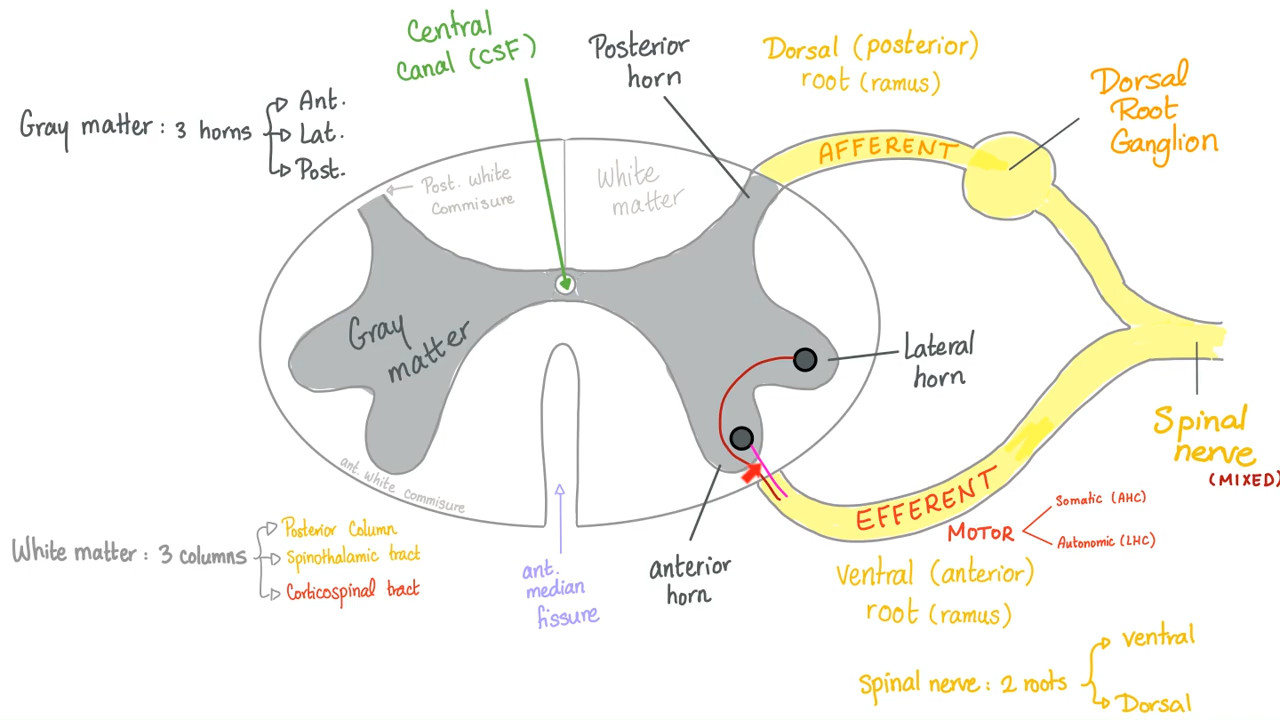 Central
Canal (CSF)
Posterior
horn
Dorsal (posterior)
root (ramus)
Dorsal
Root
Ganglion
Gray matter : 3 horns
Ant.
Lat.
Post.
AFFERENT
Post. white
commisure
White
matter
Gray
matter
Lateral
horn
Spinal
nerve
(MIXED)
ant. white commisure
EFFERENT
MOTOR
Somatic (AHC)
Autonomic (LHC)
White matter : 3 columns
Posterior Column
Spinothalamic tract
Corticospinal tract
ant.
median
fissure
anterior
horn
Ventral (anterior)
root (ramus)
Spinal nerve : 2 roots
ventral
Dorsal